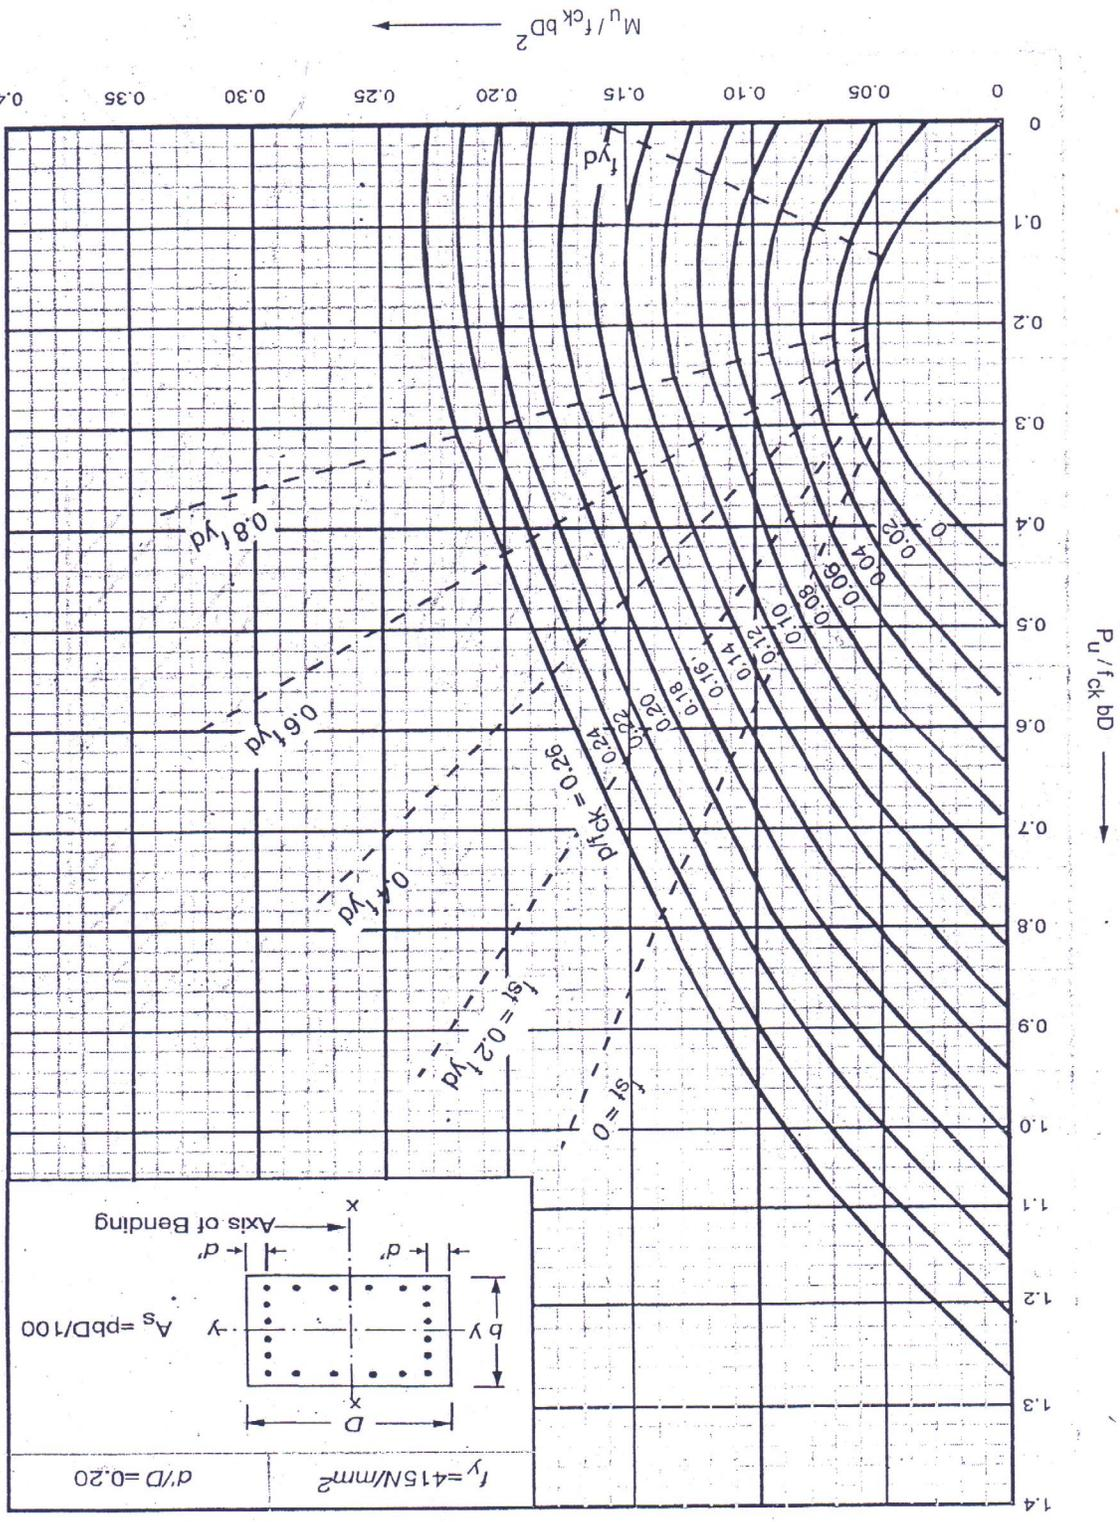 1.4
fy=415N/mm²
d'/D=0.20
1.3
D
x
b
y
y
As =pbD/100
1.2
d'
d'
x
Axis of Bending
1.1
1.0
fst = 0
0.9
fst = 0.2 fyd
0.8
0.4 fyd
0.7
p/fck = 0.26
0.24
0.22
0.20
0.18
0.16
0.14
0.12
0.10
0.08
0.06
0.04
0.02
0
0.6 fyd
Pu / fck bD
0.6
0.5
0.4
0.8 fyd
0.3
0.2
0.1
fyd
0
0
0.05
0.10
0.15
0.20
0.25
0.30
0.35
0.4
Mu / fck bD²